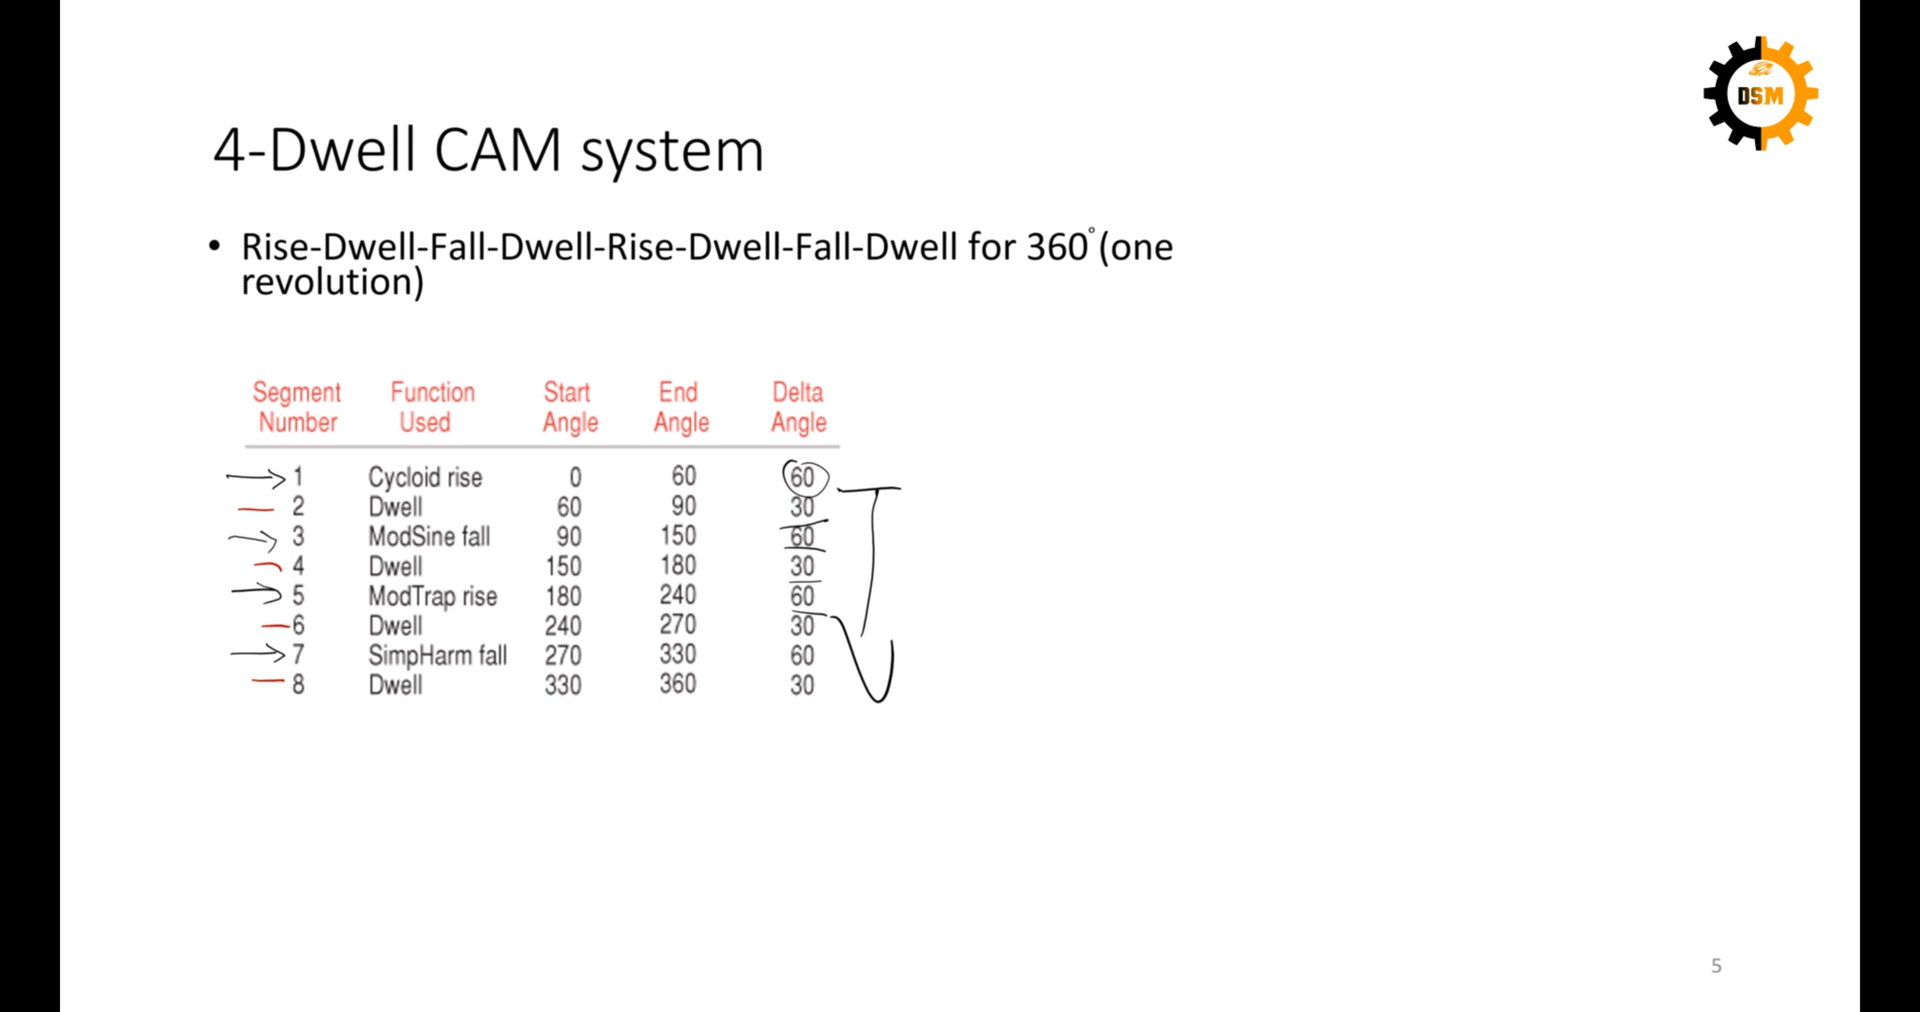 DSM
4-Dwell CAM system
• Rise-Dwell-Fall-Dwell-Rise-Dwell-Fall-Dwell for 360° (one
revolution)
Segment Number Function Used Start Angle End Angle Delta Angle
1 Cycloid rise 0 60 60
2 Dwell 60 90 30
3 ModSine fall 90 150 60
4 Dwell 150 180 30
5 ModTrap rise 180 240 60
6 Dwell 240 270 30
7 SimpHarm fall 270 330 60
8 Dwell 330 360 30
5